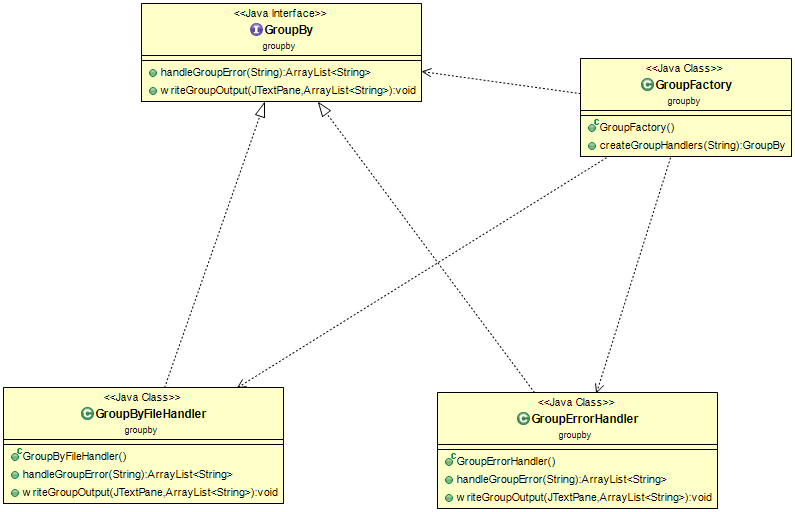 <<Java Interface>>
I GroupBy
groupby
handleGroupError(String):ArrayList<String>
writeGroupOutput(JTextPane,ArrayList<String>):void
<<Java Class>>
C GroupFactory
groupby
C GroupFactory()
createGroupHandlers(String):GroupBy
<<Java Class>>
C GroupByFileHandler
groupby
C GroupByFileHandler()
handleGroupError(String):ArrayList<String>
writeGroupOutput(JTextPane,ArrayList<String>):void
<<Java Class>>
C GroupErrorHandler
groupby
C GroupErrorHandler()
handleGroupError(String):ArrayList<String>
writeGroupOutput(JTextPane,ArrayList<String>):void